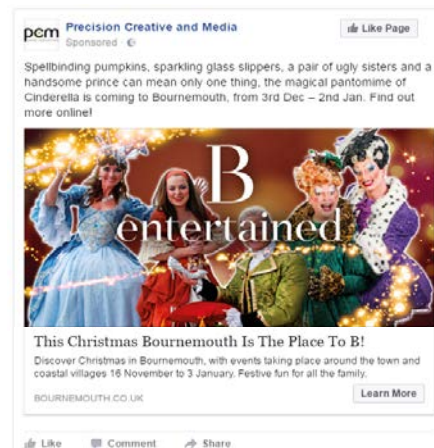 pcm
Precision Creative and Media
Sponsored ·
Like Page
Spellbinding pumpkins, sparkling glass slippers, a pair of ugly sisters and a
handsome prince can mean only one thing, the magical pantomime of
Cinderella is coming to Bournemouth, from 3rd Dec – 2nd Jan. Find out
more online!
B
entertained
This Christmas Bournemouth Is The Place To B!
Discover Christmas in Bournemouth, with events taking place around the town and
coastal villages 16 November to 3 January. Festive fun for all the family.
BOURNEMOUTH.CO.UK
Learn More
Like Comment Share